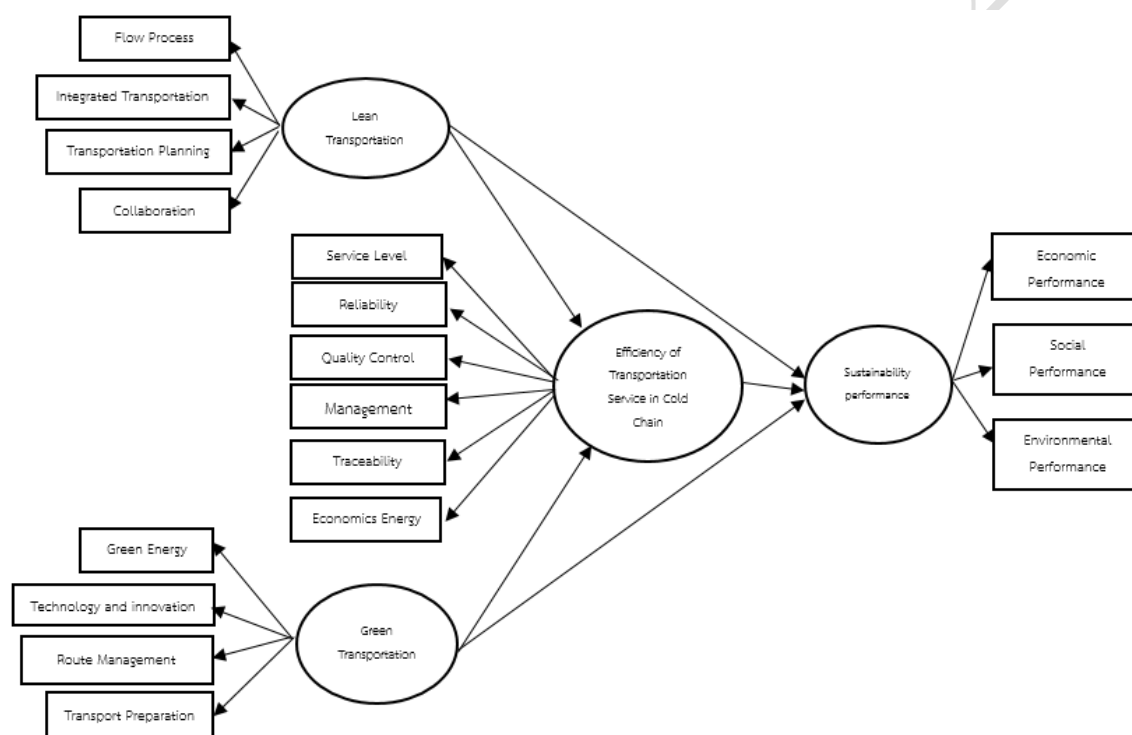 Flow Process
Integrated Transportation
Transportation Planning
Collaboration
Lean
Transportation
Service Level
Reliability
Quality Control
Management
Traceability
Economics Energy
Efficiency of
Transportation
Service in Cold
Chain
Sustainability
performance
Economic
Performance
Social
Performance
Environmental
Performance
Green Energy
Technology and innovation
Route Management
Transport Preparation
Green
Transportation